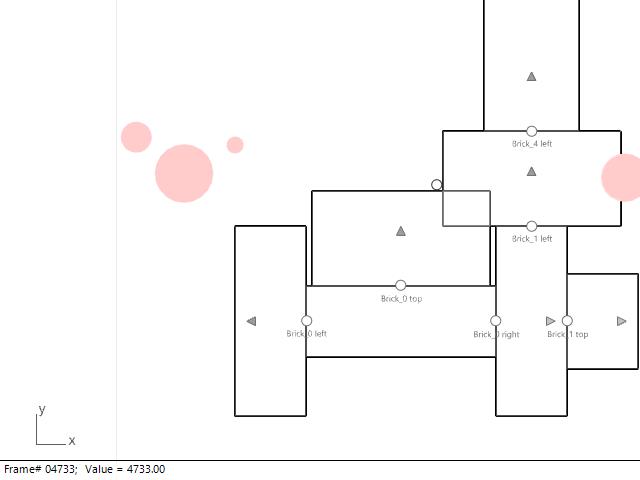 Brick_4 left
Brick_1 left
Brick_0 top
Brick_0 left
Brick_0 right
Brick_1 top
y
x
Frame# 04733; Value = 4733.00